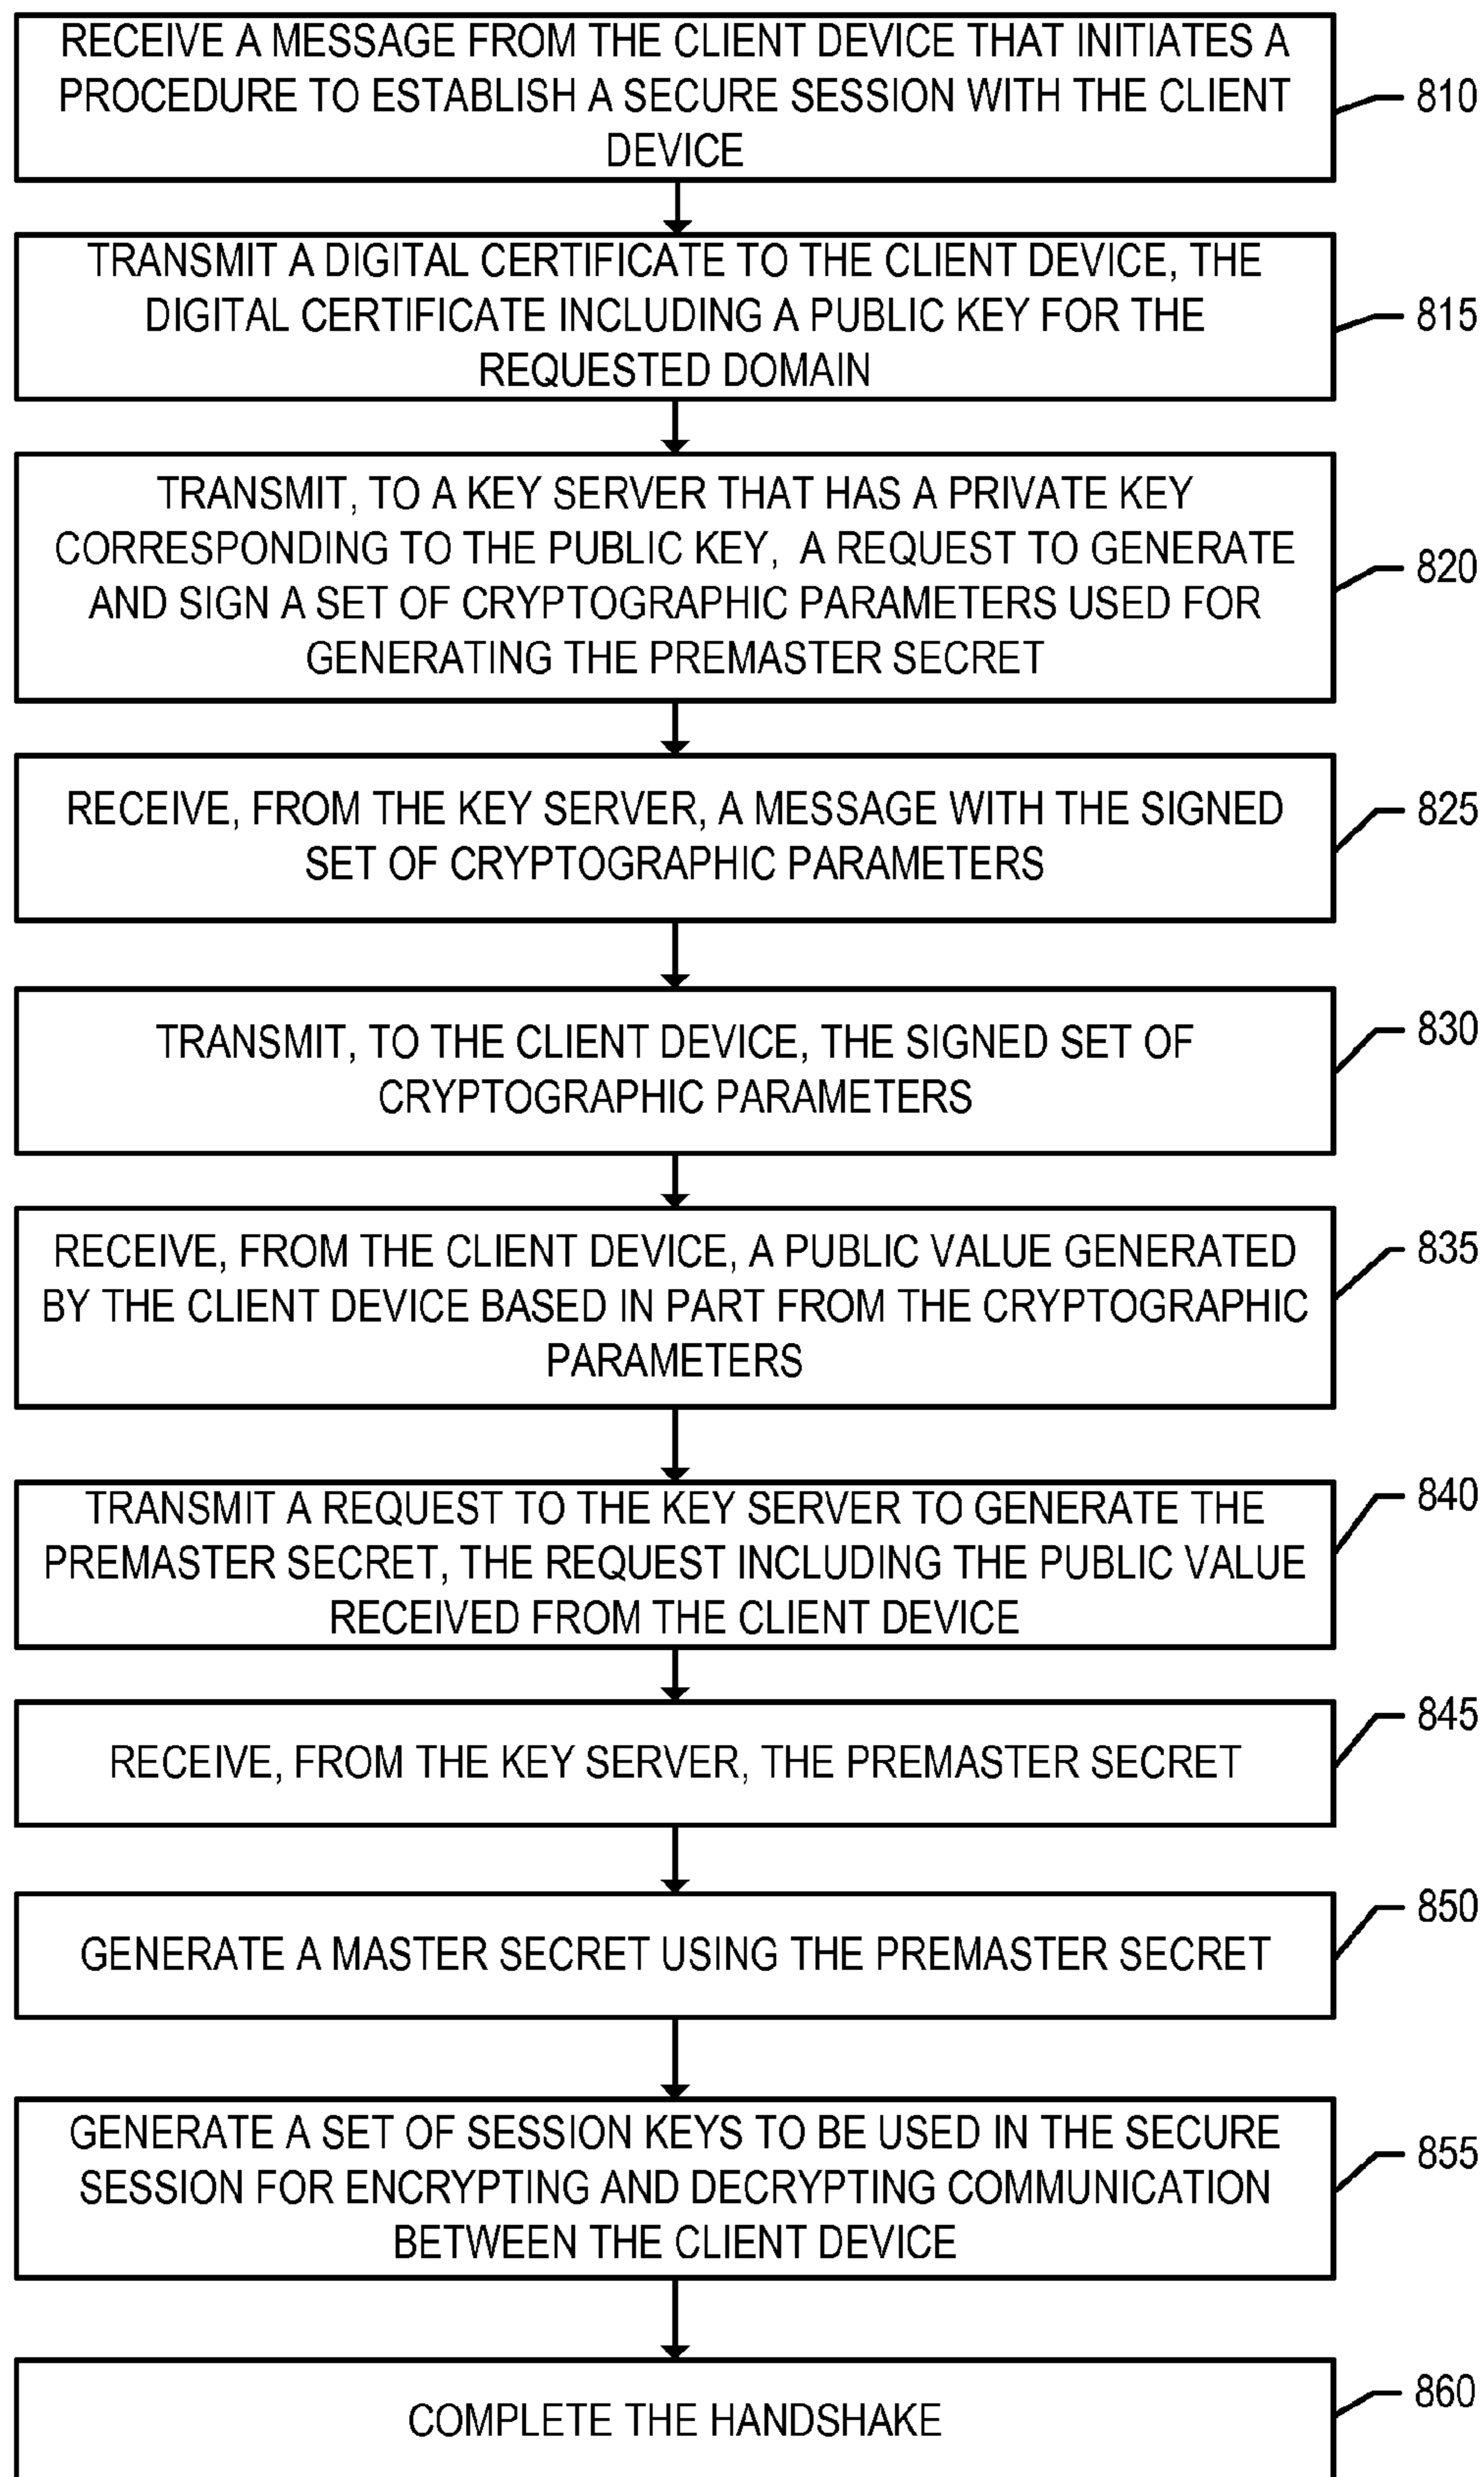 RECEIVE A MESSAGE FROM THE CLIENT DEVICE THAT INITIATES A
PROCEDURE TO ESTABLISH A SECURE SESSION WITH THE CLIENT
DEVICE
810
TRANSMIT A DIGITAL CERTIFICATE TO THE CLIENT DEVICE, THE
DIGITAL CERTIFICATE INCLUDING A PUBLIC KEY FOR THE
REQUESTED DOMAIN
815
TRANSMIT, TO A KEY SERVER THAT HAS A PRIVATE KEY
CORRESPONDING TO THE PUBLIC KEY, A REQUEST TO GENERATE
AND SIGN A SET OF CRYPTOGRAPHIC PARAMETERS USED FOR
GENERATING THE PREMASTER SECRET
820
RECEIVE, FROM THE KEY SERVER, A MESSAGE WITH THE SIGNED
SET OF CRYPTOGRAPHIC PARAMETERS
825
TRANSMIT, TO THE CLIENT DEVICE, THE SIGNED SET OF
CRYPTOGRAPHIC PARAMETERS
830
RECEIVE, FROM THE CLIENT DEVICE, A PUBLIC VALUE GENERATED
BY THE CLIENT DEVICE BASED IN PART FROM THE CRYPTOGRAPHIC
PARAMETERS
835
TRANSMIT A REQUEST TO THE KEY SERVER TO GENERATE THE
PREMASTER SECRET, THE REQUEST INCLUDING THE PUBLIC VALUE
RECEIVED FROM THE CLIENT DEVICE
840
RECEIVE, FROM THE KEY SERVER, THE PREMASTER SECRET
845
GENERATE A MASTER SECRET USING THE PREMASTER SECRET
850
GENERATE A SET OF SESSION KEYS TO BE USED IN THE SECURE
SESSION FOR ENCRYPTING AND DECRYPTING COMMUNICATION
BETWEEN THE CLIENT DEVICE
855
COMPLETE THE HANDSHAKE
860